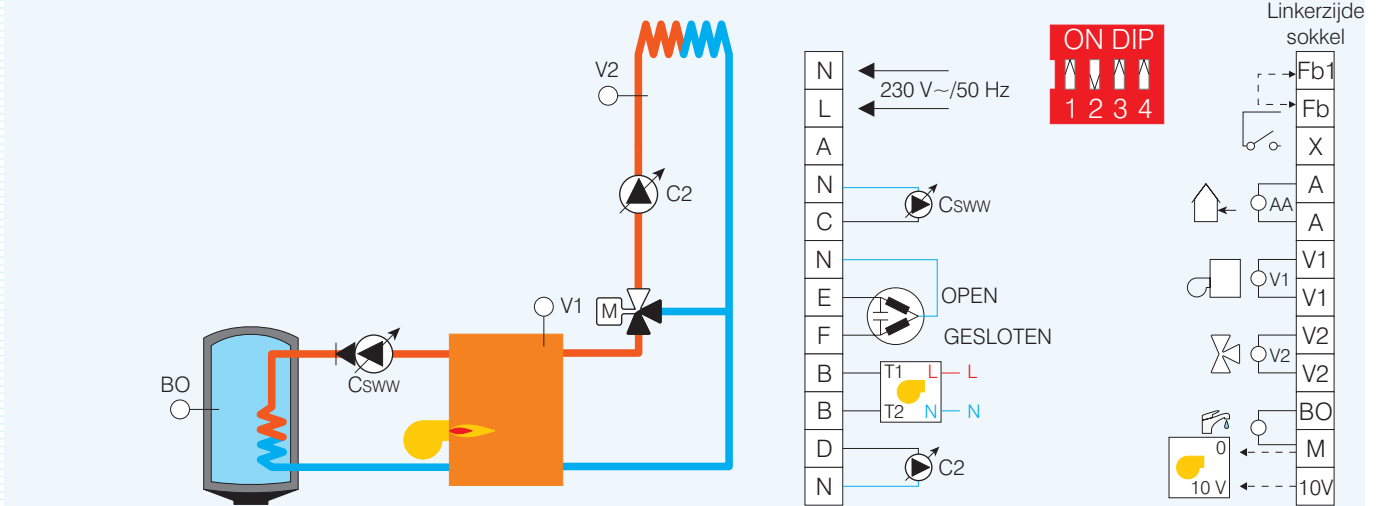 V2
C2
V1
M
Csww
BO
N
L
A
N
C
N
E
F
B
B
D
N
230 V~/50 Hz
Csww
OPEN
GESLOTEN
T1 L L
T2 N N
C2
ON DIP
1 2 3 4
Linkerzijde
sokkel
Fb1
Fb
X
A
AA
A
V1
V1
V1
V2
V2
V2
BO
0
M
10 V
10V